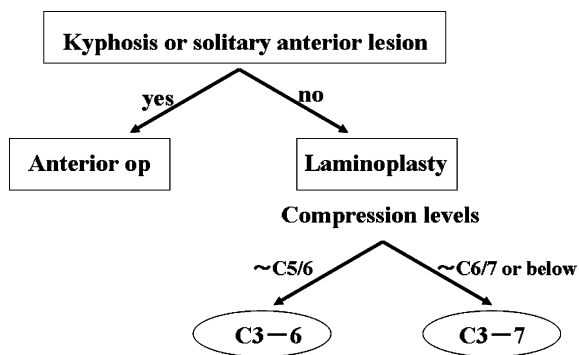 Kyphosis or solitary anterior lesion
yes
no
Anterior op
Laminoplasty
Compression levels
～C5/6
～C6/7 or below
C3－6
C3－7